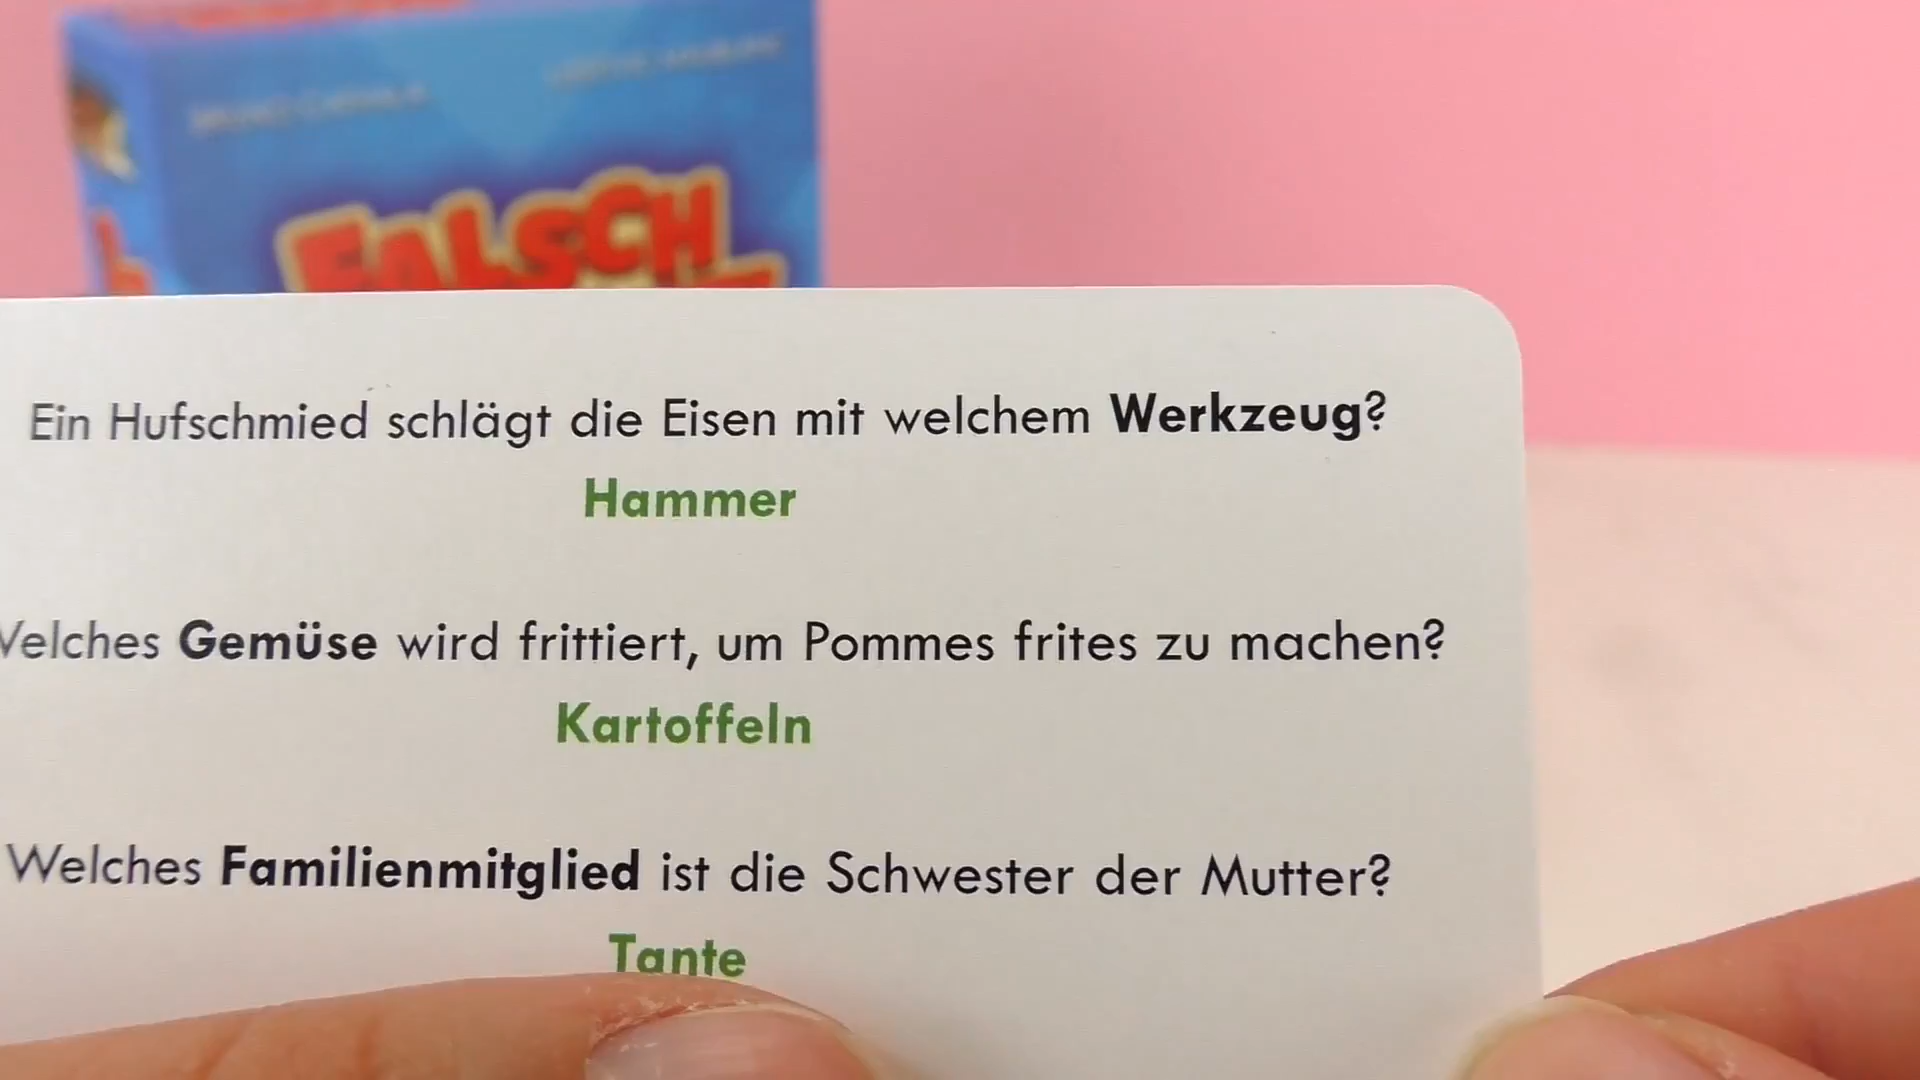 FALSCH
Ein Hufschmied schlägt die Eisen mit welchem Werkzeug?
Hammer
Welches Gemüse wird frittiert, um Pommes frites zu machen?
Kartoffeln
Welches Familienmitglied ist die Schwester der Mutter?
Tante